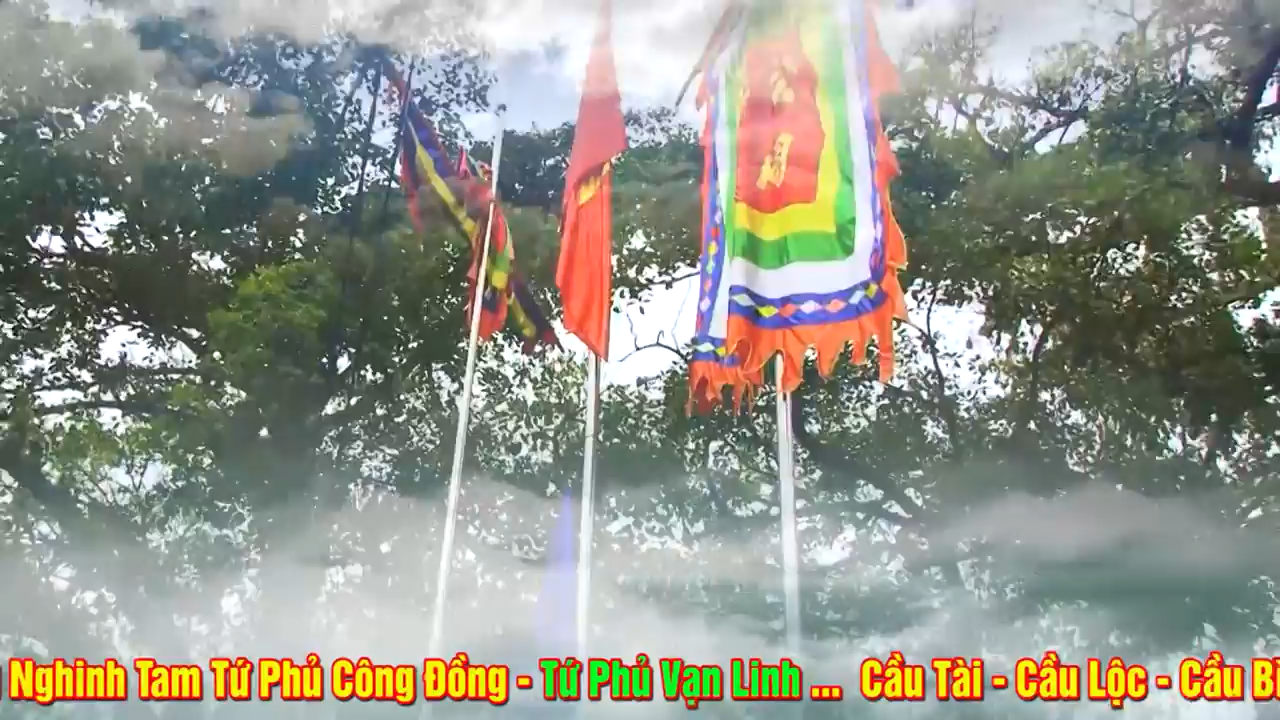 Nghinh Tam Tứ Phủ Công Đồng - Tứ Phủ Vạn Linh ... Cầu Tài - Cầu Lộc - Cầu